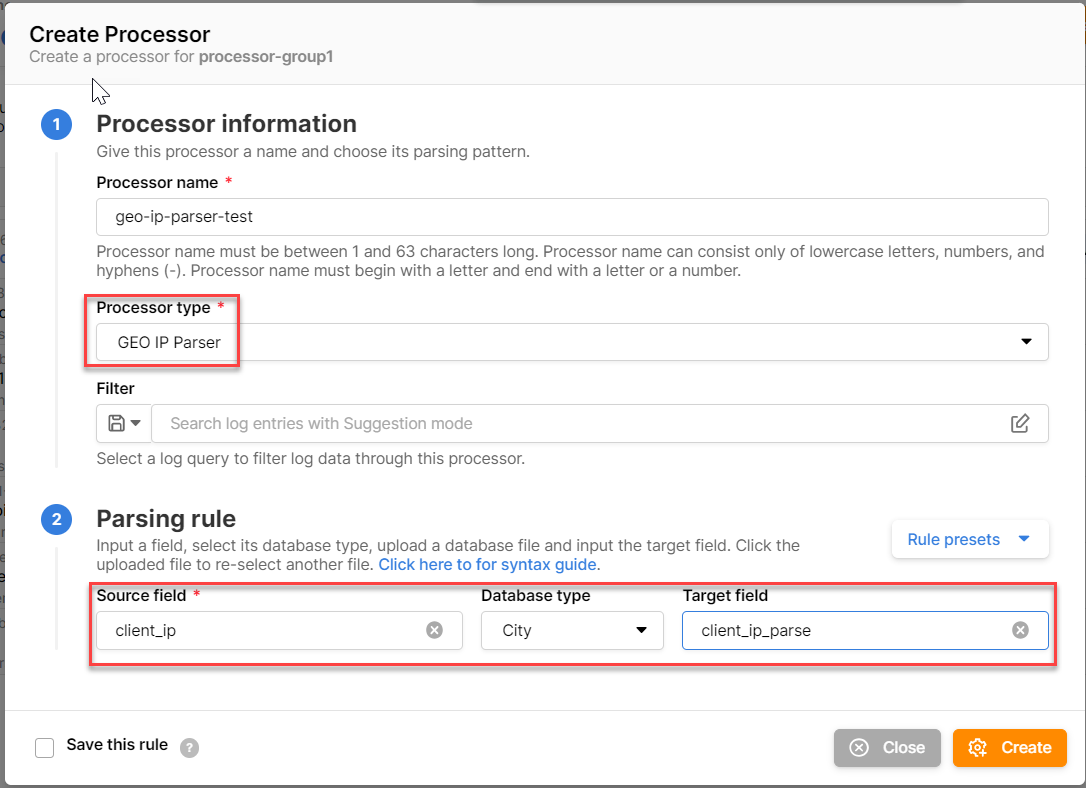 Create Processor
Create a processor for processor-group1
1
Processor information
Give this processor a name and choose its parsing pattern.
Processor name *
geo-ip-parser-test
Processor name must be between 1 and 63 characters long. Processor name can consist only of lowercase letters, numbers, and
hyphens (-). Processor name must begin with a letter and end with a letter or a number.
Processor type *
GEO IP Parser
Filter
Search log entries with Suggestion mode
Select a log query to filter log data through this processor.
2
Parsing rule
Input a field, select its database type, upload a database file and input the target field. Click the
uploaded file to re-select another file. Click here to for syntax guide.
Rule presets
Source field * Database type Target field
client_ip City client_ip_parse
Save this rule ?
Close Create